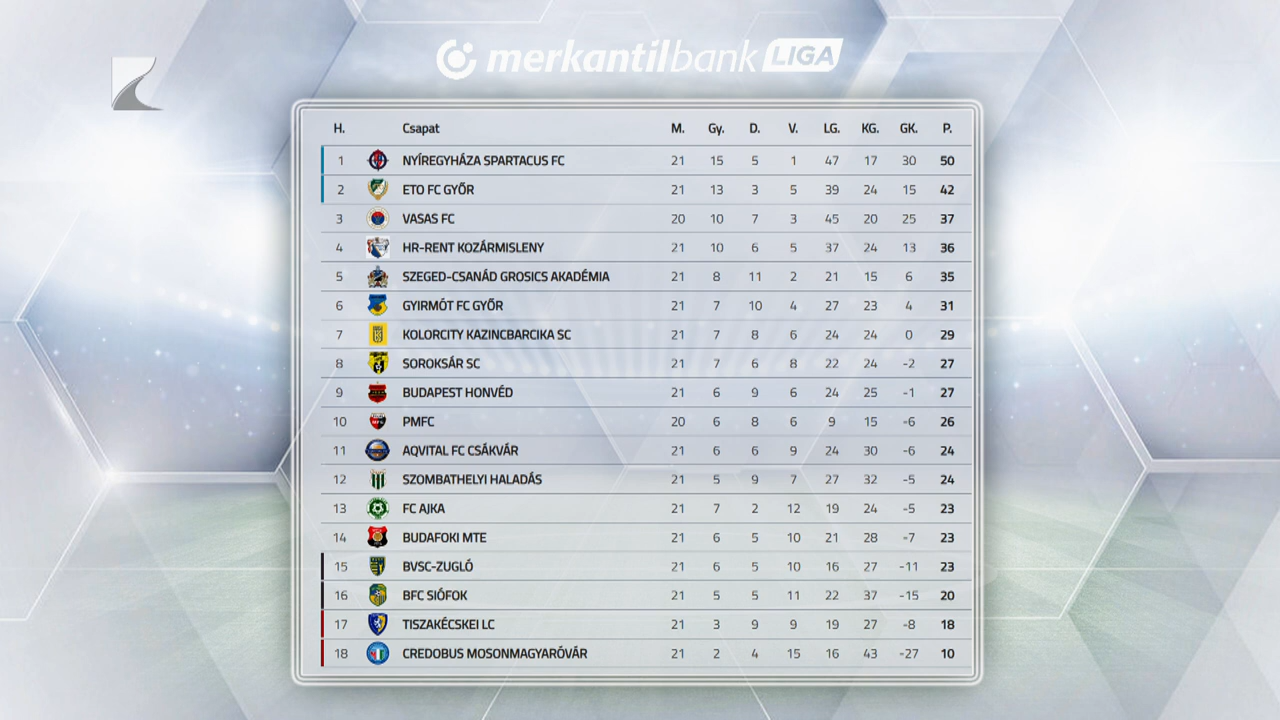 merkantilbank LIGA
H. Csapat M. Gy. D. V. LG. KG. GK. P.
1 NYÍREGYHÁZA SPARTACUS FC 21 15 5 1 47 17 30 50
2 ETO FC GYŐR 21 13 3 5 39 24 15 42
3 VASAS FC 20 10 7 3 45 20 25 37
4 HR-RENT KOZÁRMISLENY 21 10 6 5 37 24 13 36
5 SZEGED-CSANÁD GROSICS AKADÉMIA 21 8 11 2 21 15 6 35
6 GYIRMÓT FC GYŐR 21 7 10 4 27 23 4 31
7 KOLORCITY KAZINCBARCIKA SC 21 7 8 6 24 24 0 29
8 SOROKSÁR SC 21 7 6 8 22 24 -2 27
9 BUDAPEST HONVÉD 21 6 9 6 24 25 -1 27
10 PMFC 20 6 8 6 9 15 -6 26
11 AQVITAL FC CSÁKVÁR 21 6 6 9 24 30 -6 24
12 SZOMBATHELYI HALADÁS 21 5 9 7 27 32 -5 24
13 FC AJKA 21 7 2 12 19 24 -5 23
14 BUDAFOKI MTE 21 6 5 10 21 28 -7 23
15 BVSC-ZUGLÓ 21 6 5 10 16 27 -11 23
16 BFC SIÓFOK 21 5 5 11 22 37 -15 20
17 TISZAKÉCSKEI LC 21 3 9 9 19 27 -8 18
18 CREDOBUS MOSONMAGYARÓVÁR 21 2 4 15 16 43 -27 10